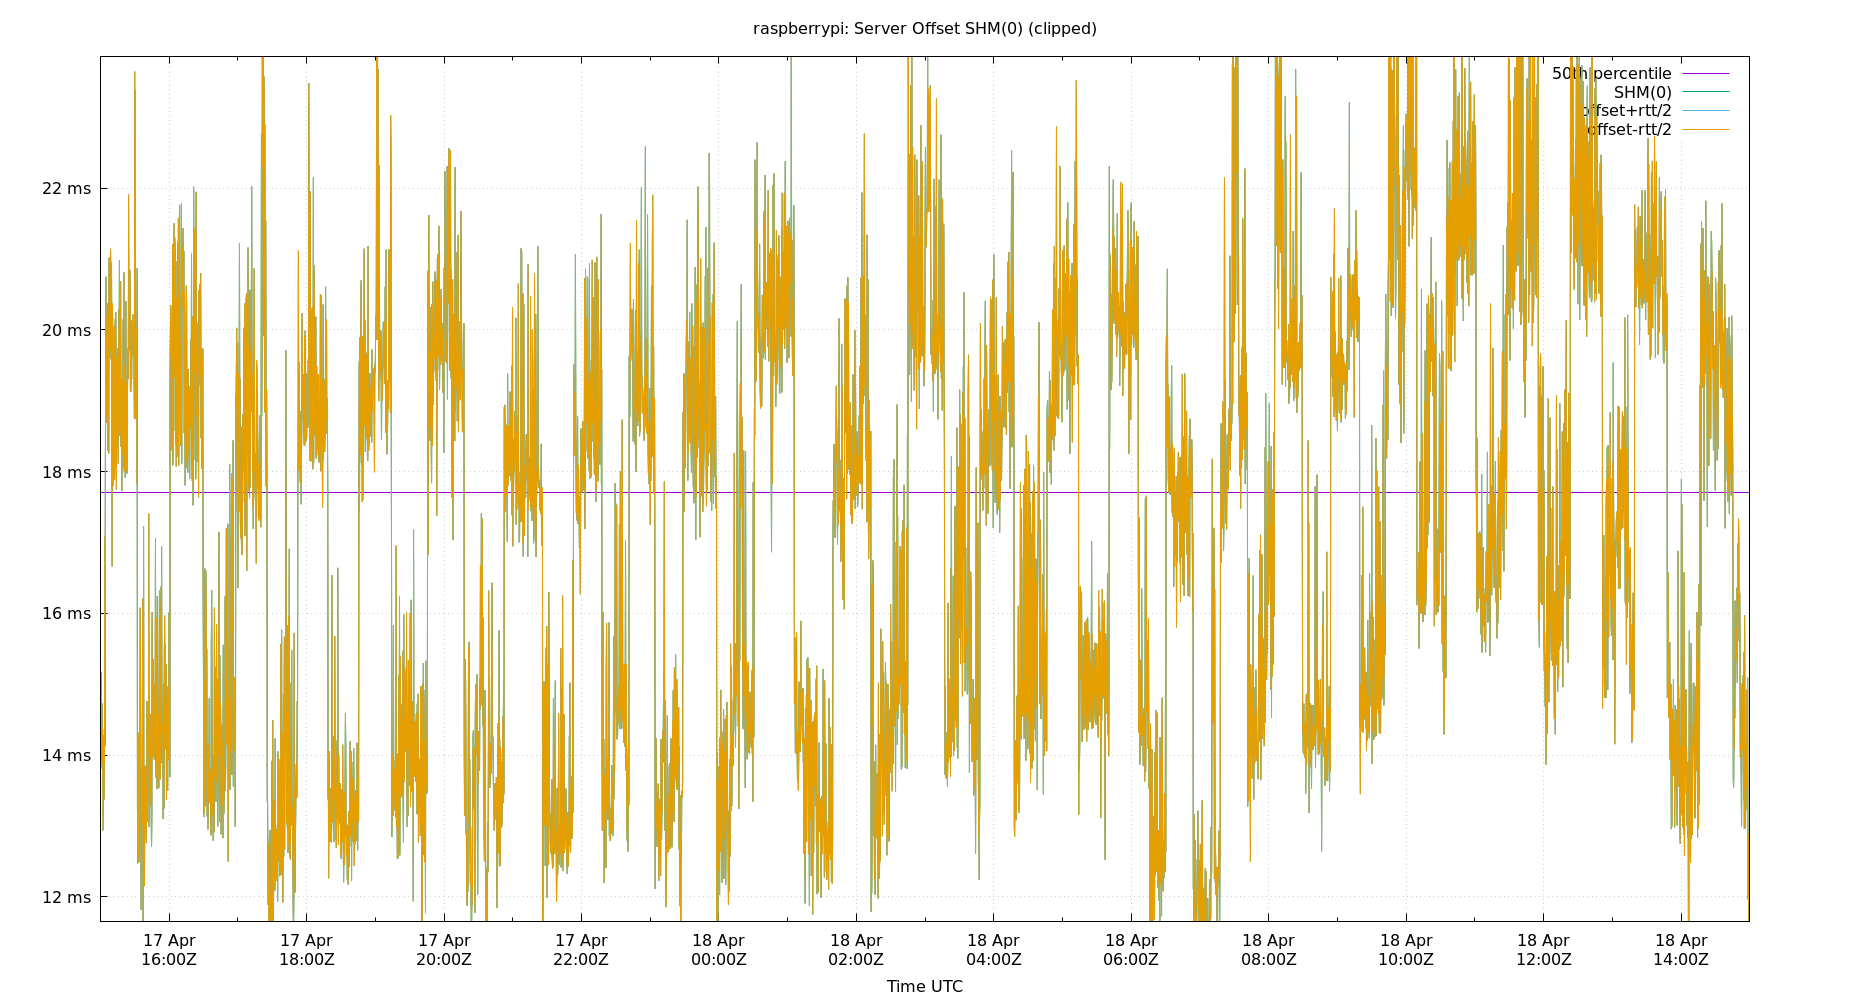 raspberrypi: Server Offset SHM(0) (clipped)
50th percentile
SHM(0)
offset+rtt/2
offset-rtt/2
22 ms
20 ms
18 ms
16 ms
14 ms
12 ms
17 Apr 17 Apr 17 Apr 17 Apr 18 Apr 18 Apr 18 Apr 18 Apr 18 Apr 18 Apr 18 Apr 18 Apr
16:00Z 18:00Z 20:00Z 22:00Z 00:00Z 02:00Z 04:00Z 06:00Z 08:00Z 10:00Z 12:00Z 14:00Z
Time UTC